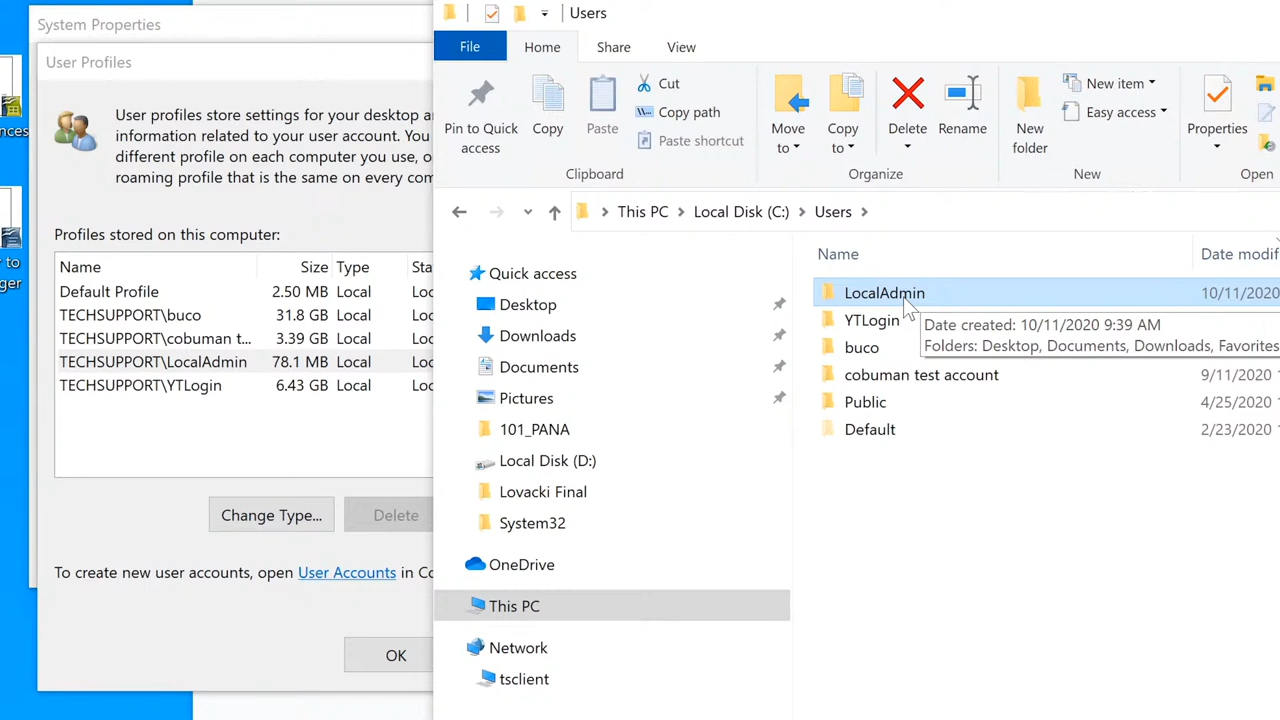 System Properties
User Profiles
User profiles store settings for your desktop an
information related to your user account. You
different profile on each computer you use, o
roaming profile that is the same on every com
Profiles stored on this computer:
Name Size Type Sta
Default Profile 2.50 MB Local Loc
TECHSUPPORT\buco 31.8 GB Local Loc
TECHSUPPORT\cobuman t... 3.39 GB Local Loc
TECHSUPPORT\LocalAdmin 78.1 MB Local Loc
TECHSUPPORT\YTLogin 6.43 GB Local Loc
Change Type... Delete
To create new user accounts, open User Accounts in Co
OK
nces
r to
ger
Users
File Home Share View
Pin to Quick access
Copy
Paste
Cut
Copy path
Paste shortcut
Clipboard
Move to
Copy to
Delete
Rename
Organize
New folder
New item
Easy access
New
Properties
Open
This PC Local Disk (C:) Users
Quick access
Desktop
Downloads
Documents
Pictures
101_PANA
Local Disk (D:)
Lovacki Final
System32
OneDrive
This PC
Network
tsclient
Name Date modif
LocalAdmin 10/11/2020
YTLogin
buco
cobuman test account 9/11/2020 1
Public 4/25/2020 1
Default 2/23/2020 1
Date created: 10/11/2020 9:39 AM
Folders: Desktop, Documents, Downloads, Favorites